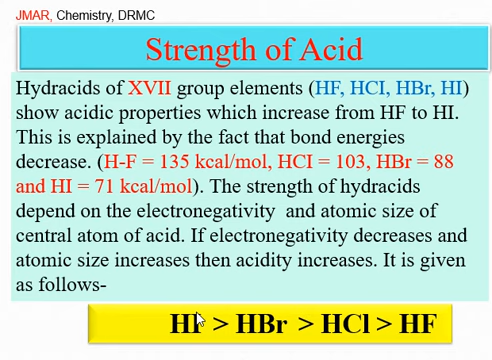 JMAR, Chemistry, DRMC
Strength of Acid
Hydracids of XVII group elements (HF, HCI, HBr, HI)
show acidic properties which increase from HF to HI.
This is explained by the fact that bond energies
decrease. (H-F = 135 kcal/mol, HCI = 103, HBr = 88
and HI = 71 kcal/mol). The strength of hydracids
depend on the electronegativity and atomic size of
central atom of acid. If electronegativity decreases and
atomic size increases then acidity increases. It is given
as follows-
HI > HBr > HCl > HF